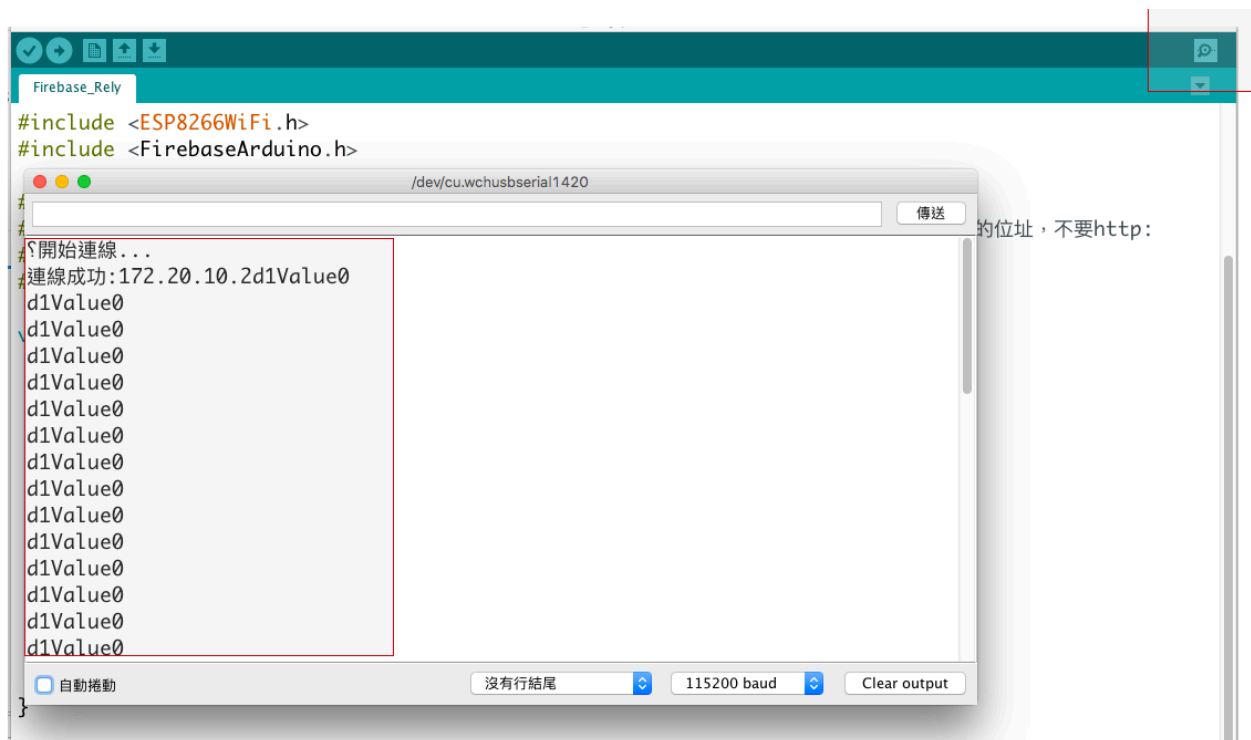 Firebase_Rely
#include <ESP8266WiFi.h>
#include <FirebaseArduino.h>
/dev/cu.wchusbserial1420
傳送
#
# 的位址，不要http:
#
#
⸮開始連線...
連線成功:172.20.10.2d1Value0
d1Value0
d1Value0
d1Value0
d1Value0
d1Value0
d1Value0
d1Value0
d1Value0
d1Value0
d1Value0
d1Value0
d1Value0
d1Value0
d1Value0
自動捲動
沒有行結尾
115200 baud
Clear output
}